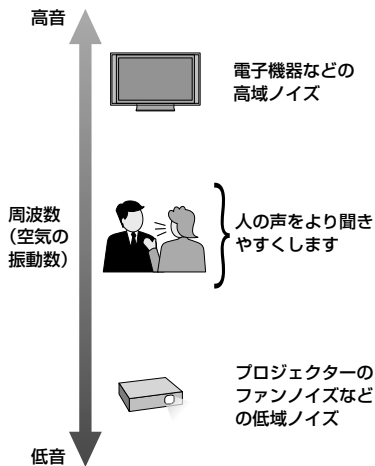 高音
電子機器などの
高域ノイズ
周波数
（空気の
振動数）
人の声をより聞き
やすくします
プロジェクターの
ファンノイズなど
の低域ノイズ
低音